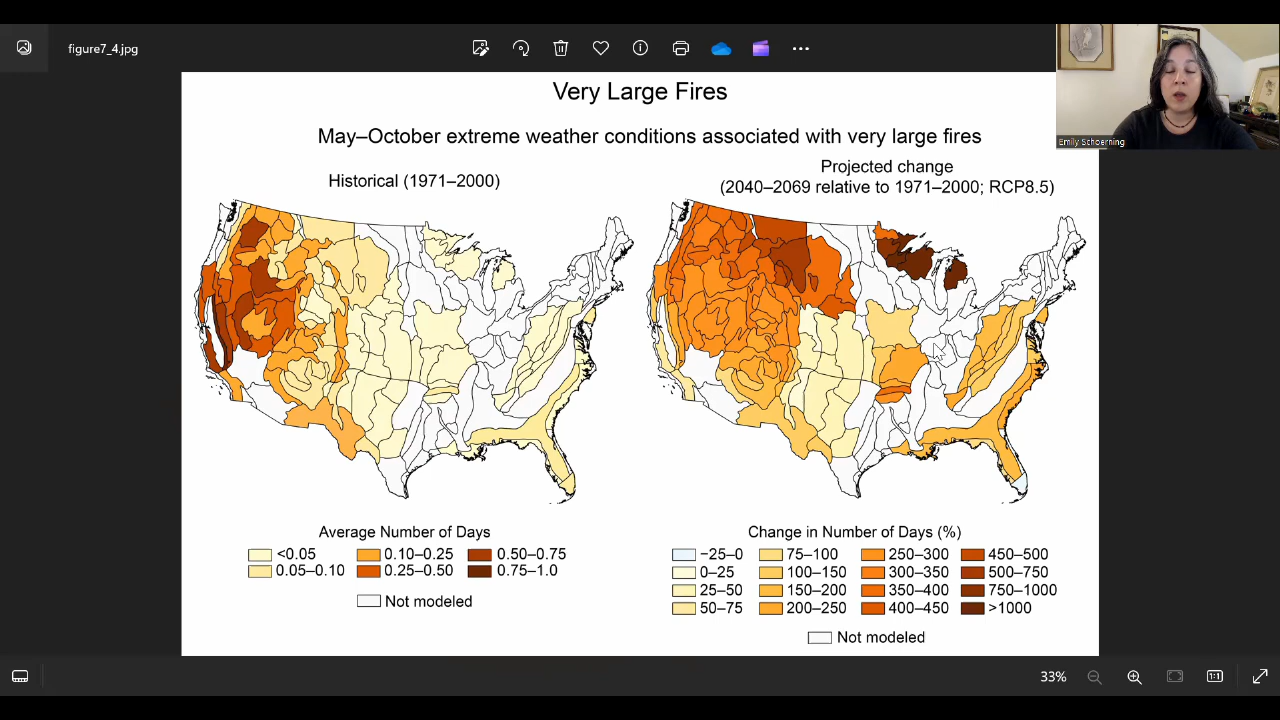 figure7_4.jpg
Very Large Fires
May–October extreme weather conditions associated with very large fires
Emily Schoerning
Historical (1971–2000)
Projected change
(2040–2069 relative to 1971–2000; RCP8.5)
Average Number of Days
<0.05
0.10–0.25
0.50–0.75
0.05–0.10
0.25–0.50
0.75–1.0
Not modeled
Change in Number of Days (%)
−25–0
75–100
250–300
450–500
0–25
100–150
300–350
500–750
25–50
150–200
350–400
750–1000
50–75
200–250
400–450
>1000
Not modeled
33%
1:1